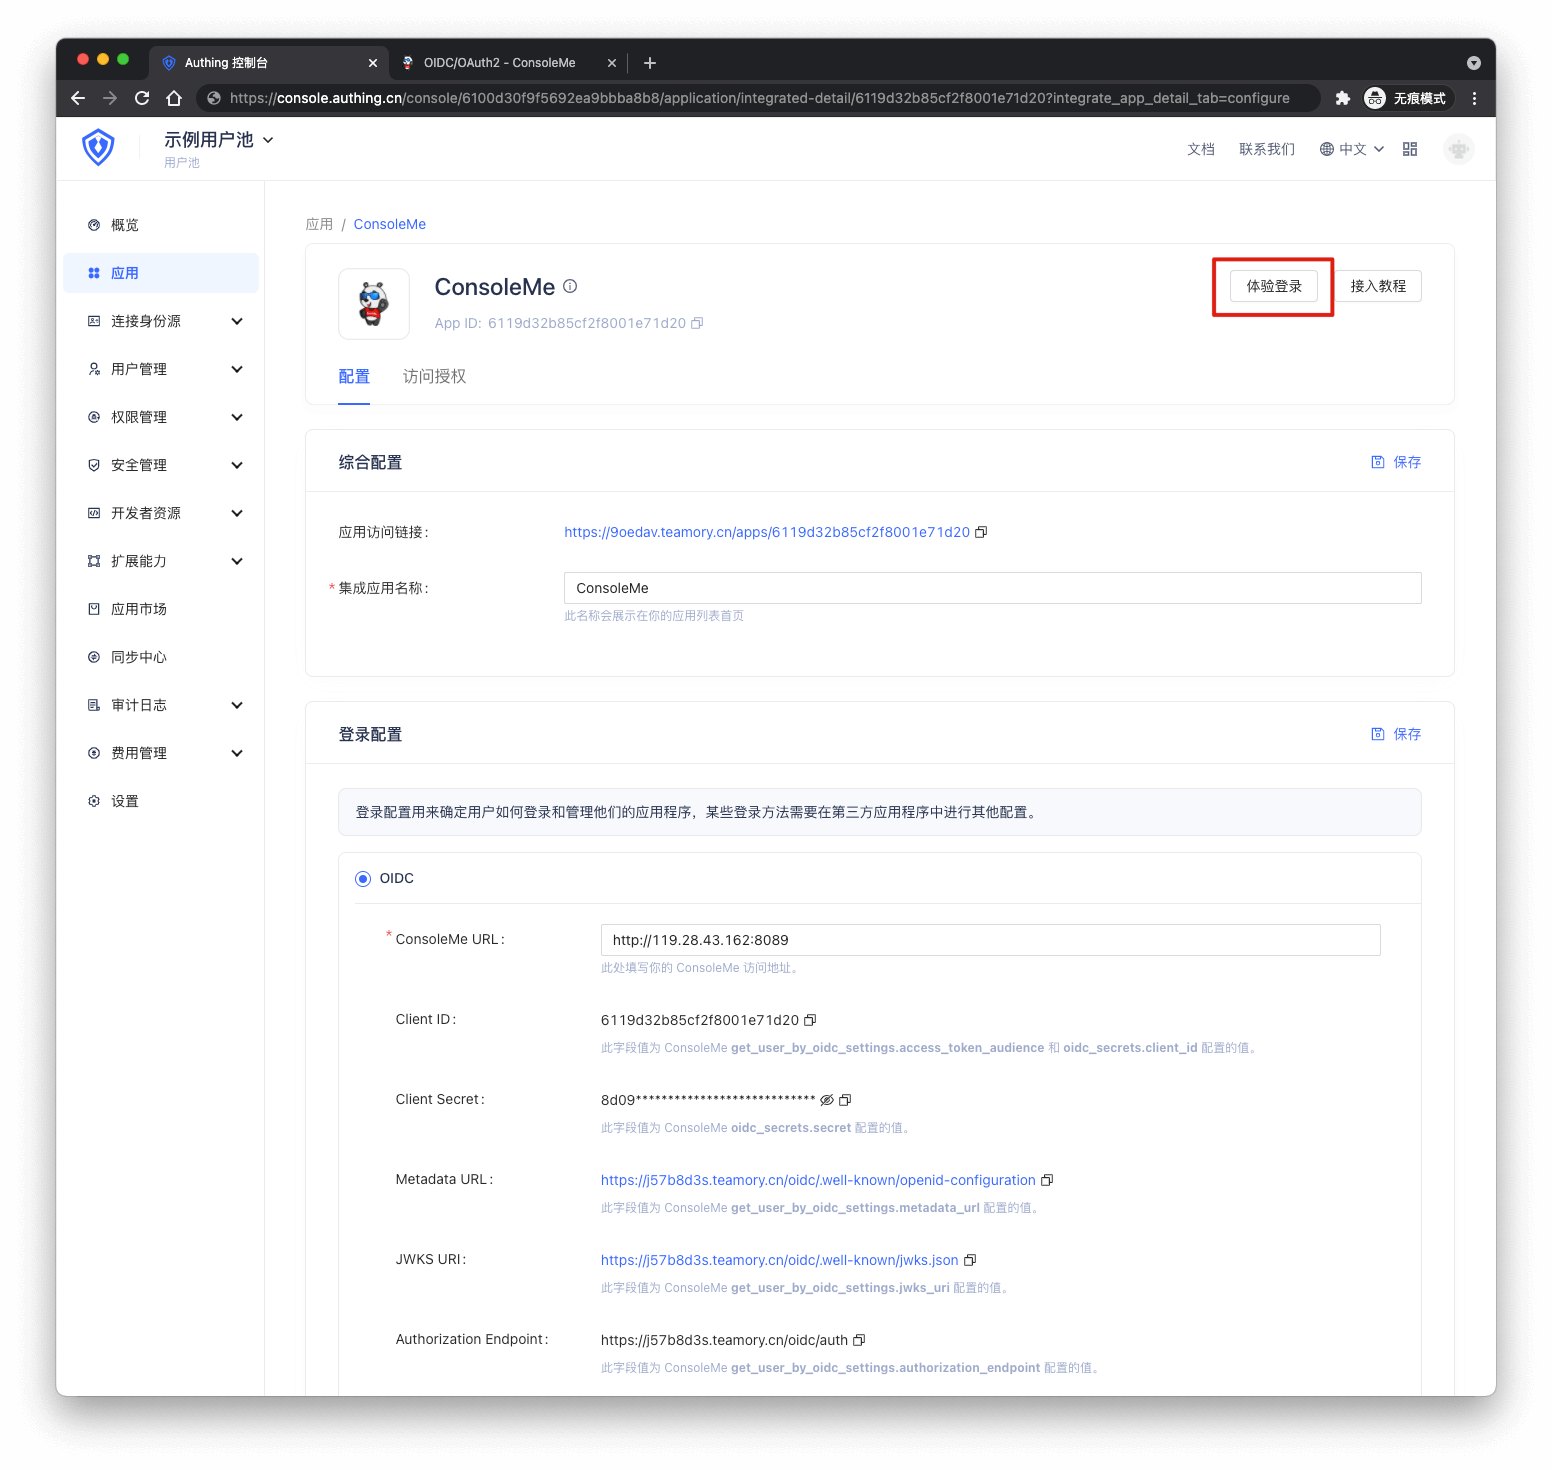 Authing 控制台
OIDC/OAuth2 - ConsoleMe
https://console.authing.cn/console/6100d30f9f5692ea9bbba8b8/application/integrated-detail/6119d32b85cf2f8001e71d20?integrate_app_detail_tab=configure
无痕模式
示例用户池
用户池
文档
联系我们
中文
概览
应用
连接身份源
用户管理
权限管理
安全管理
开发者资源
扩展能力
应用市场
同步中心
审计日志
费用管理
设置
应用 / ConsoleMe
ConsoleMe
App ID: 6119d32b85cf2f8001e71d20
体验登录
接入教程
配置
访问授权
综合配置
保存
应用访问链接:
https://9oedav.teamory.cn/apps/6119d32b85cf2f8001e71d20
* 集成应用名称:
ConsoleMe
此名称会展示在你的应用列表首页
登录配置
保存
登录配置用来确定用户如何登录和管理他们的应用程序，某些登录方法需要在第三方应用程序中进行其他配置。
OIDC
* ConsoleMe URL:
http://119.28.43.162:8089
此处填写你的 ConsoleMe 访问地址。
Client ID:
6119d32b85cf2f8001e71d20
此字段值为 ConsoleMe get_user_by_oidc_settings.access_token_audience 和 oidc_secrets.client_id 配置的值。
Client Secret:
8d09****************************
此字段值为 ConsoleMe oidc_secrets.secret 配置的值。
Metadata URL:
https://j57b8d3s.teamory.cn/oidc/.well-known/openid-configuration
此字段值为 ConsoleMe get_user_by_oidc_settings.metadata_url 配置的值。
JWKS URI:
https://j57b8d3s.teamory.cn/oidc/.well-known/jwks.json
此字段值为 ConsoleMe get_user_by_oidc_settings.jwks_uri 配置的值。
Authorization Endpoint:
https://j57b8d3s.teamory.cn/oidc/auth
此字段值为 ConsoleMe get_user_by_oidc_settings.authorization_endpoint 配置的值。